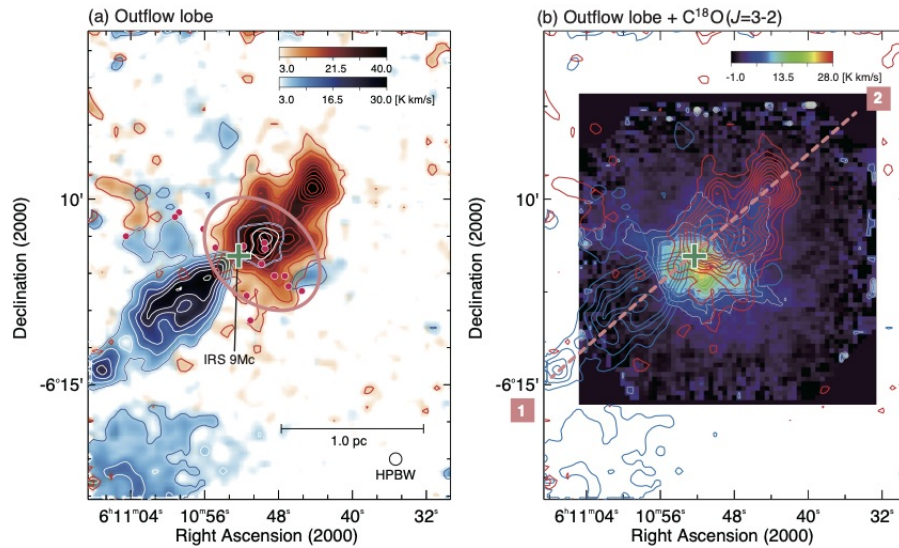 (a) Outflow lobe
3.0 21.5 40.0
3.0 16.5 30.0 [K km/s]
Declination (2000)
10'
-6°15'
IRS 9Mc
1.0 pc
HPBW
6ʰ11ᵐ04ˢ 10ᵐ56ˢ 48ˢ 40ˢ 32ˢ
Right Ascension (2000)
(b) Outflow lobe + C¹⁸O(J=3-2)
-1.0 13.5 28.0 [K km/s]
2
Declination (2000)
10'
-6°15'
1
6ʰ11ᵐ04ˢ 10ᵐ56ˢ 48ˢ 40ˢ 32ˢ
Right Ascension (2000)